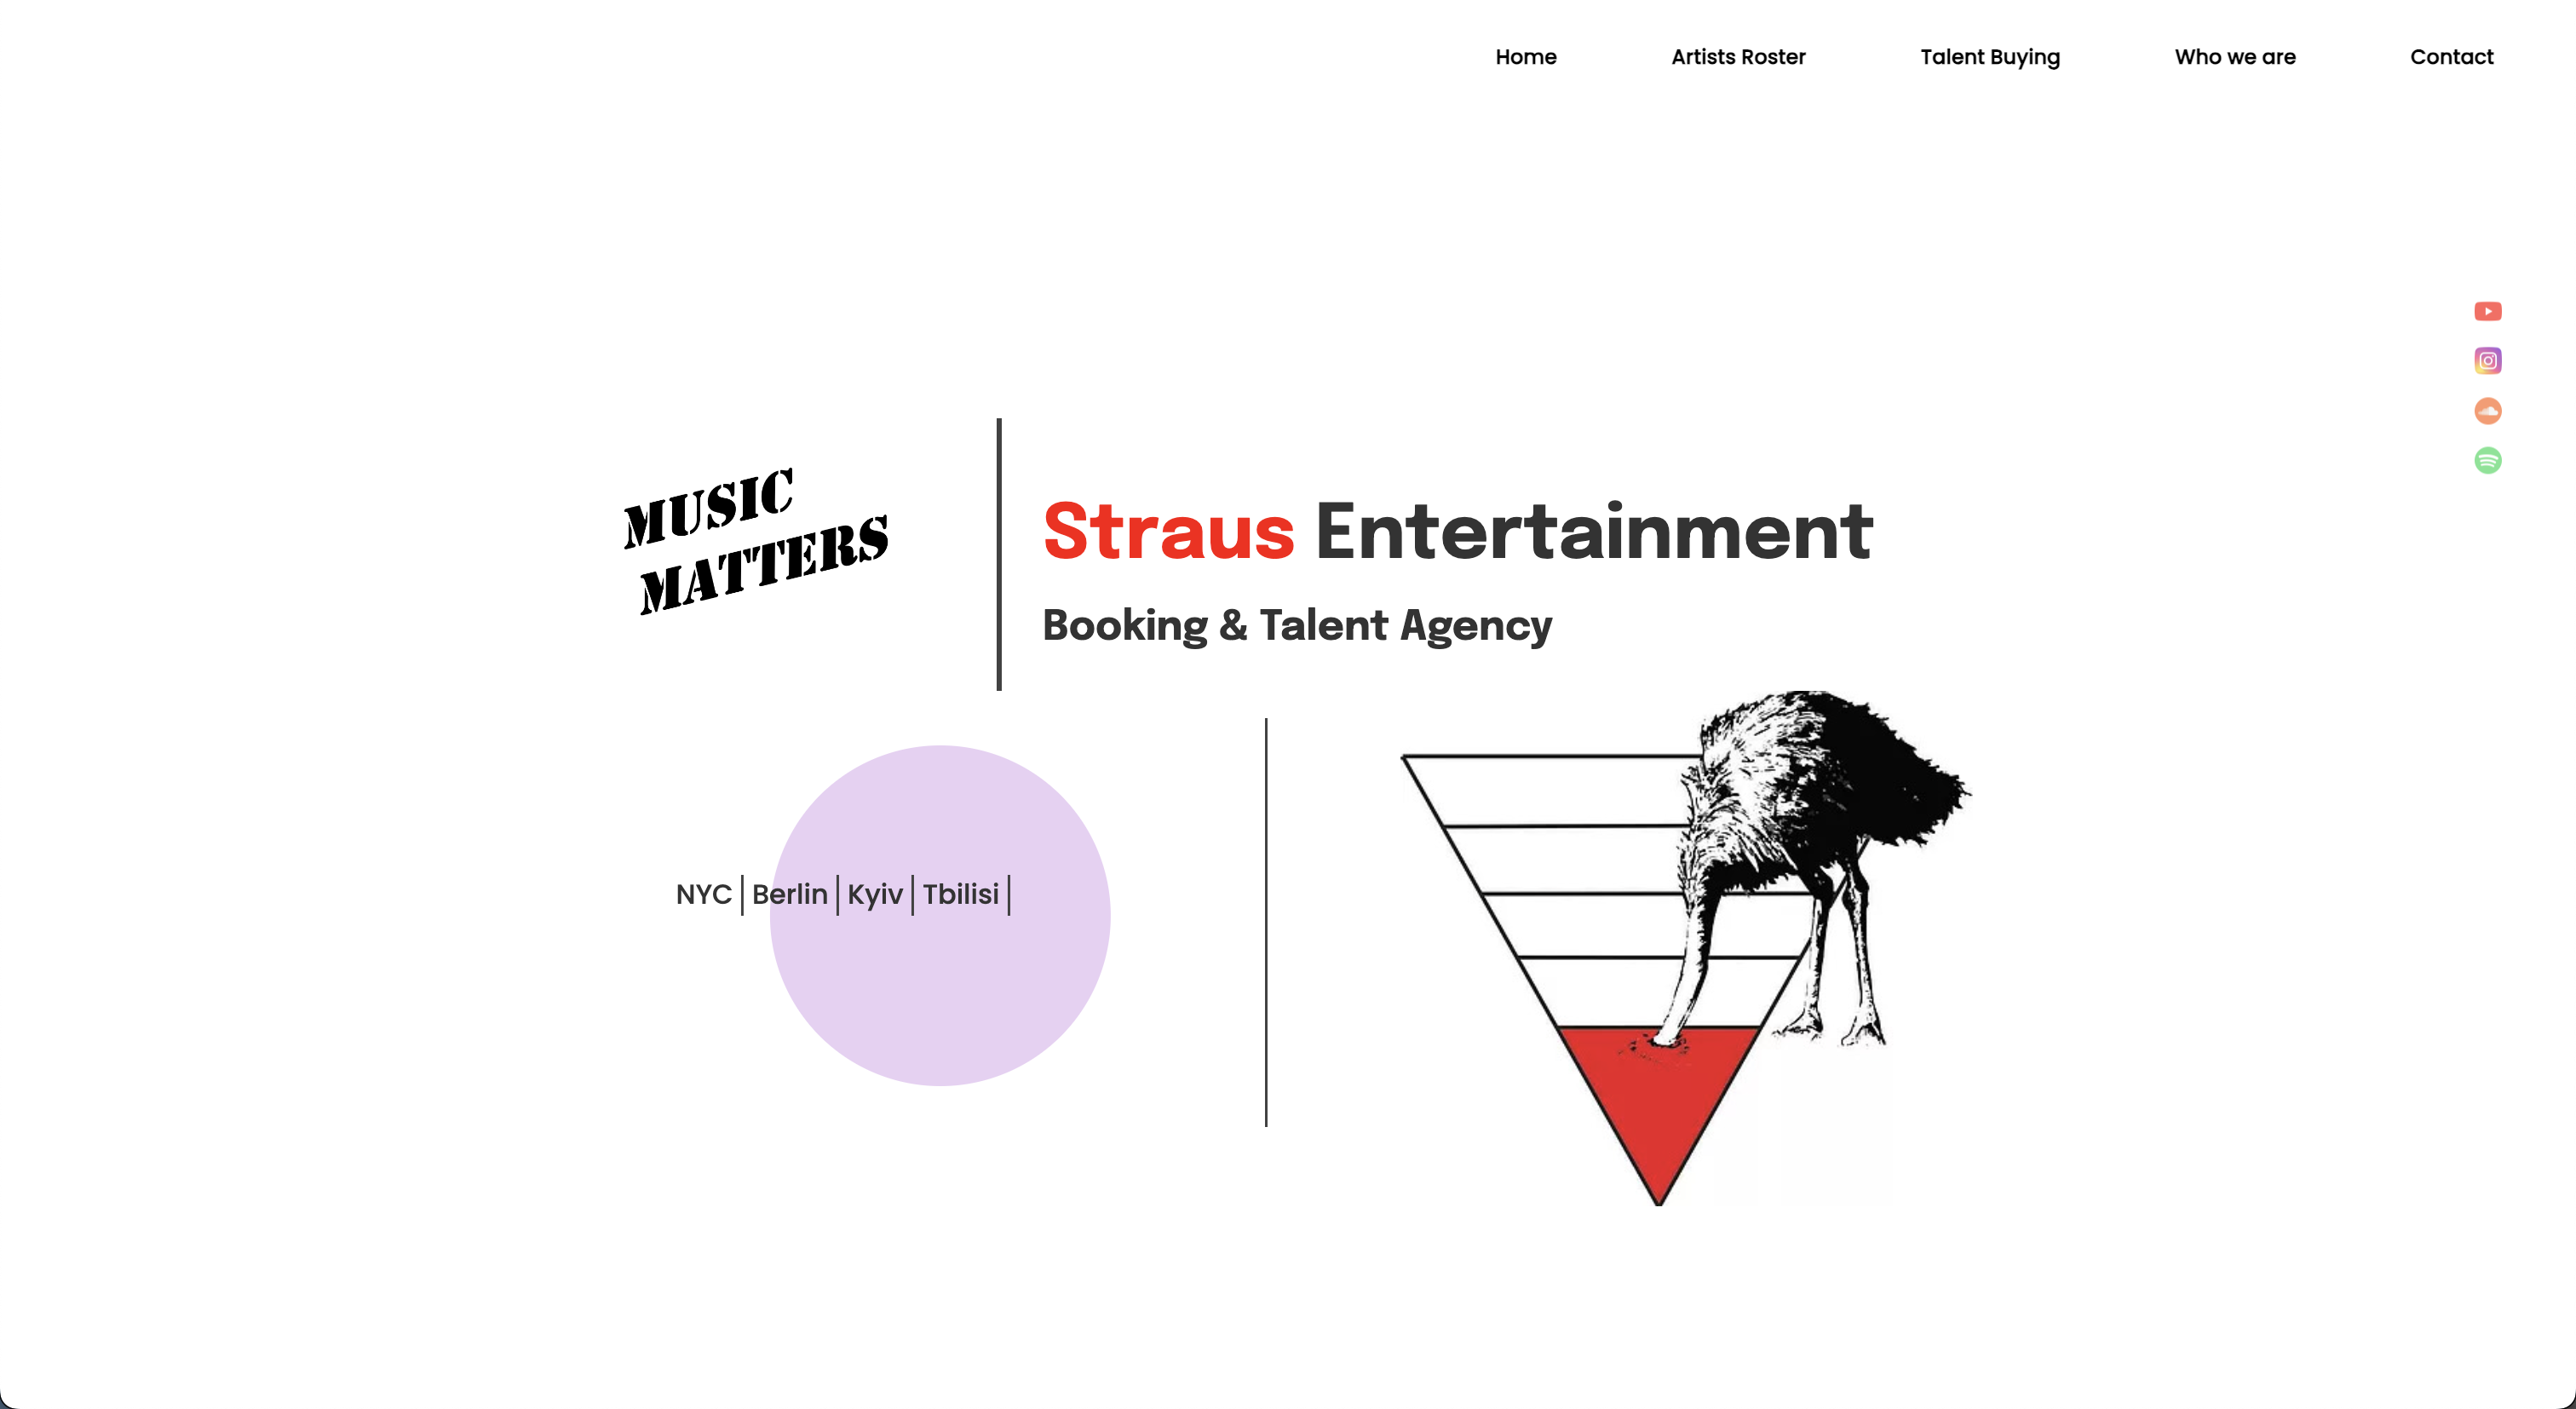 Home Artists Roster Talent Buying Who we are Contact
MUSIC
MATTERS
Straus Entertainment
Booking & Talent Agency
NYC | Berlin | Kyiv | Tbilisi |